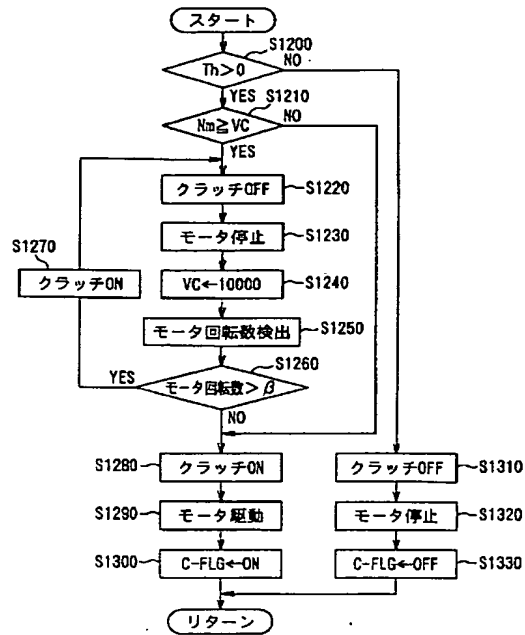 スタート
S1200
Th>0
NO
YES
S1210
Nm≧VC
NO
YES
クラッチOFF
S1220
モータ停止
S1230
S1270
クラッチON
VC←10000
S1240
モータ回転数検出
S1250
S1260
YES
モータ回転数>β
NO
S1280
クラッチON
クラッチOFF
S1310
S1290
モータ駆動
モータ停止
S1320
S1300
C-FLG←ON
C-FLG←OFF
S1330
リターン